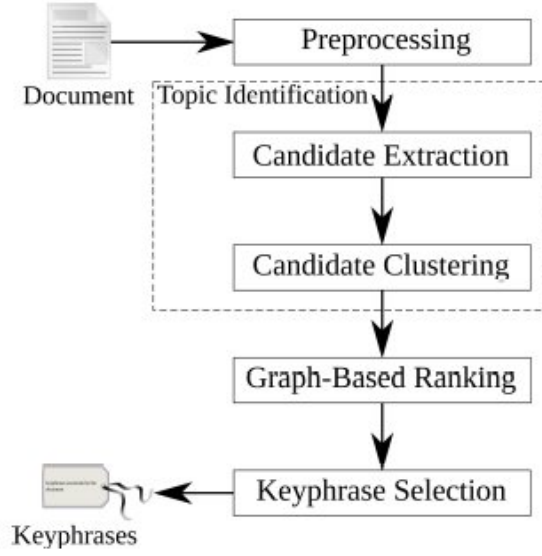 Preprocessing
Document
Topic Identification
Candidate Extraction
Candidate Clustering
Graph-Based Ranking
Keyphrase Selection
Keyphrases